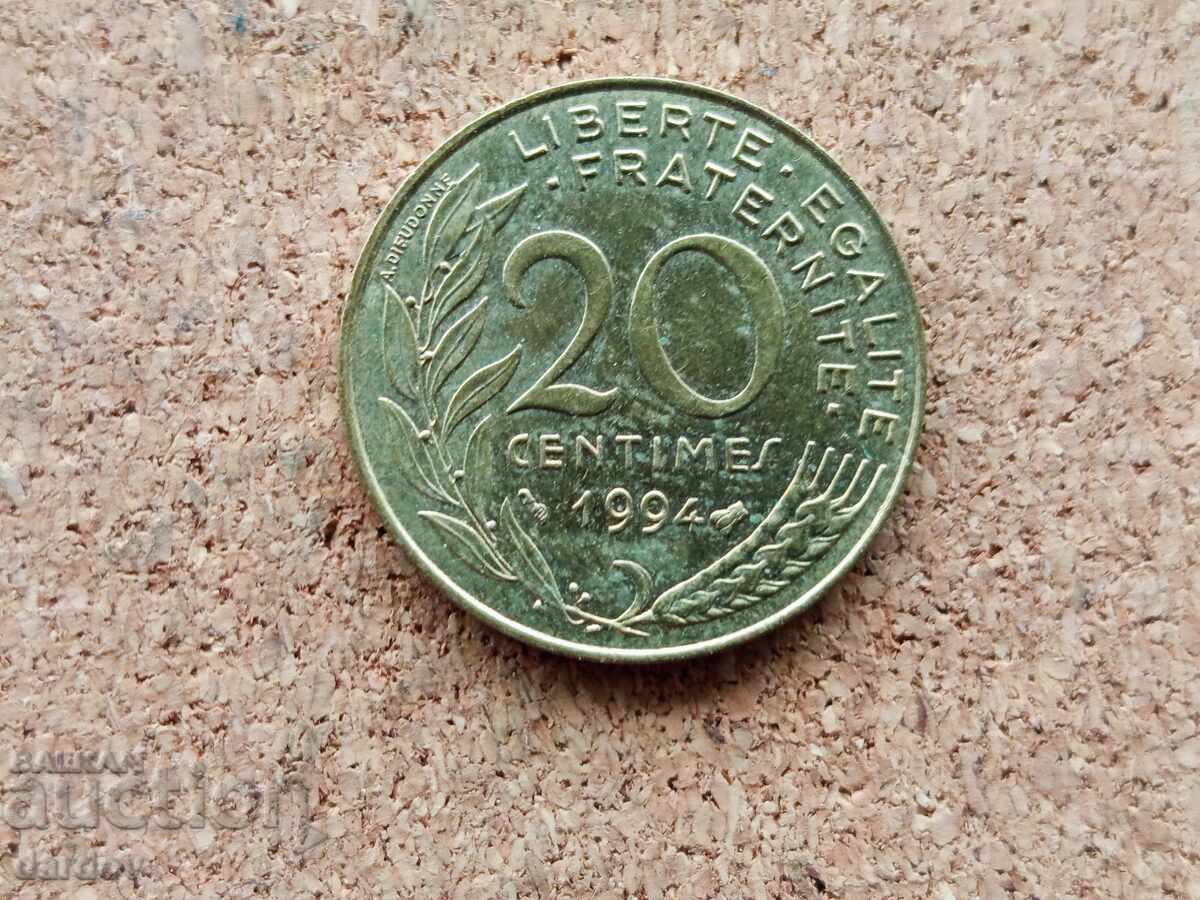 LIBERTE · EGALITE
· FRATERNITE ·
A. DIEUDONNE
20
CENTIMES
1994
BALKAN
auction
dardov